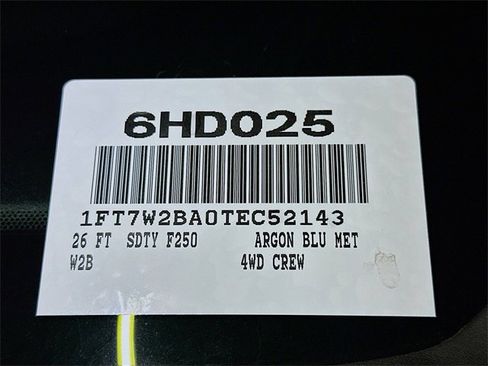 6HD025
1FT7W2BA0TEC52143
26 FT SDTY F250 ARGON BLU MET
W2B 4WD CREW